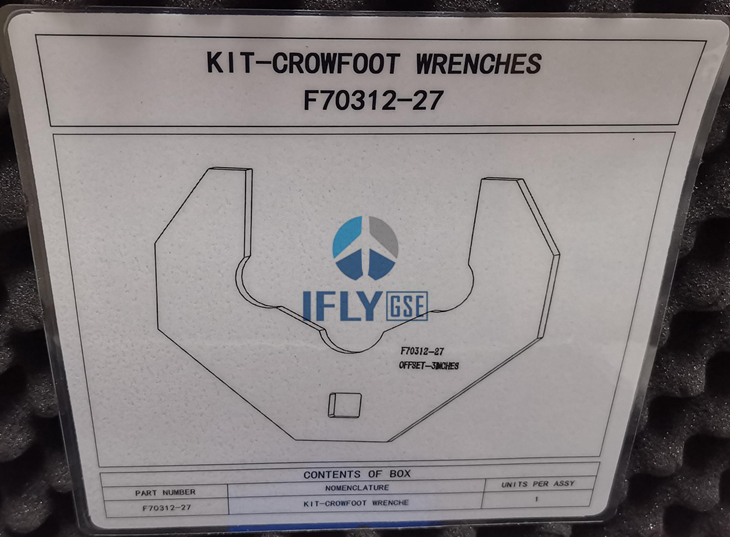 KIT-CROWFOOT WRENCHES
F70312-27
IFLY GSE
F70312-27
OFFSET-3INCHES
CONTENTS OF BOX
PART NUMBER NOMENCLATURE UNITS PER ASSY
F70312-27 KIT-CROWFOOT WRENCHE 1